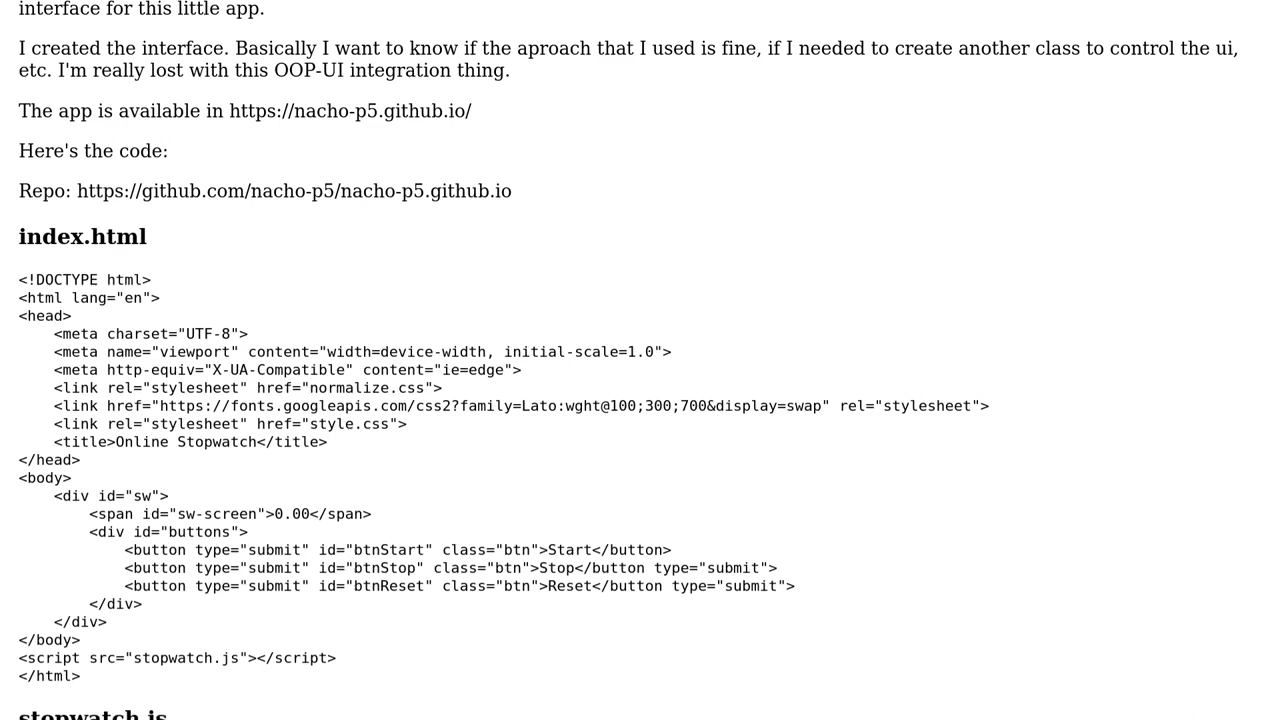 interface for this little app.
I created the interface. Basically I want to know if the aproach that I used is fine, if I needed to create another class to control the ui,
etc. I'm really lost with this OOP-UI integration thing.
The app is available in https://nacho-p5.github.io/
Here's the code:
Repo: https://github.com/nacho-p5/nacho-p5.github.io
index.html
<!DOCTYPE html>
<html lang="en">
<head>
    <meta charset="UTF-8">
    <meta name="viewport" content="width=device-width, initial-scale=1.0">
    <meta http-equiv="X-UA-Compatible" content="ie=edge">
    <link rel="stylesheet" href="normalize.css">
    <link href="https://fonts.googleapis.com/css2?family=Lato:wght@100;300;700&display=swap" rel="stylesheet">
    <link rel="stylesheet" href="style.css">
    <title>Online Stopwatch</title>
</head>
<body>
    <div id="sw">
        <span id="sw-screen">0.00</span>
        <div id="buttons">
            <button type="submit" id="btnStart" class="btn">Start</button>
            <button type="submit" id="btnStop" class="btn">Stop</button type="submit">
            <button type="submit" id="btnReset" class="btn">Reset</button type="submit">
        </div>
    </div>
</body>
<script src="stopwatch.js"></script>
</html>
stopwatch.js